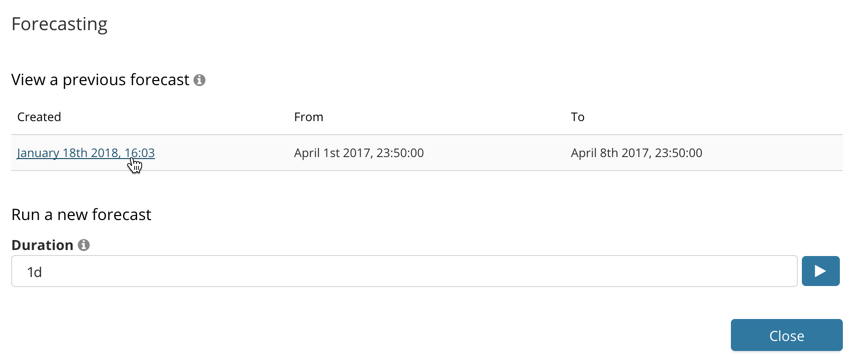 Forecasting
View a previous forecast
Created From To
January 18th 2018, 16:03 April 1st 2017, 23:50:00 April 8th 2017, 23:50:00
Run a new forecast
Duration
1d
Close